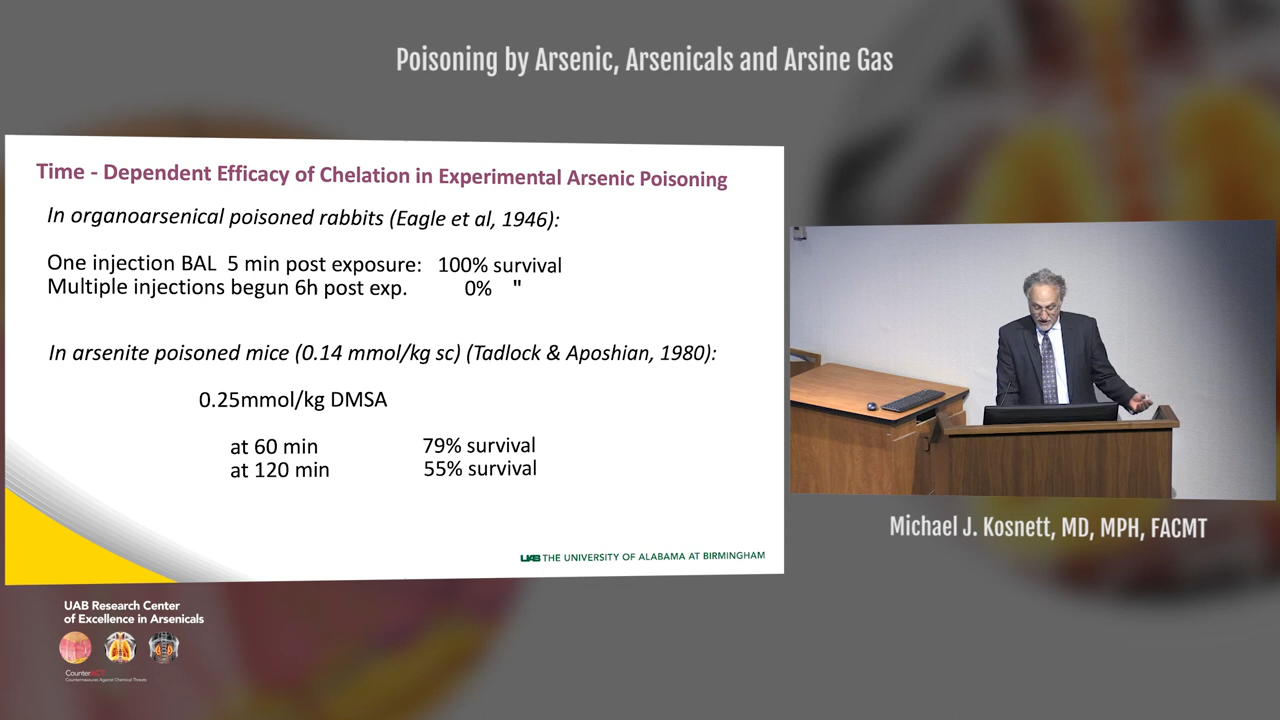 Poisoning by Arsenic, Arsenicals and Arsine Gas
Time - Dependent Efficacy of Chelation in Experimental Arsenic Poisoning
In organoarsenical poisoned rabbits (Eagle et al, 1946):
One injection BAL 5 min post exposure: 100% survival
Multiple injections begun 6h post exp. 0% "
In arsenite poisoned mice (0.14 mmol/kg sc) (Tadlock & Aposhian, 1980):
0.25mmol/kg DMSA
at 60 min 79% survival
at 120 min 55% survival
UAB THE UNIVERSITY OF ALABAMA AT BIRMINGHAM
Michael J. Kosnett, MD, MPH, FACMT
UAB Research Center
of Excellence in Arsenicals
Countermeasures Against Chemical Threats